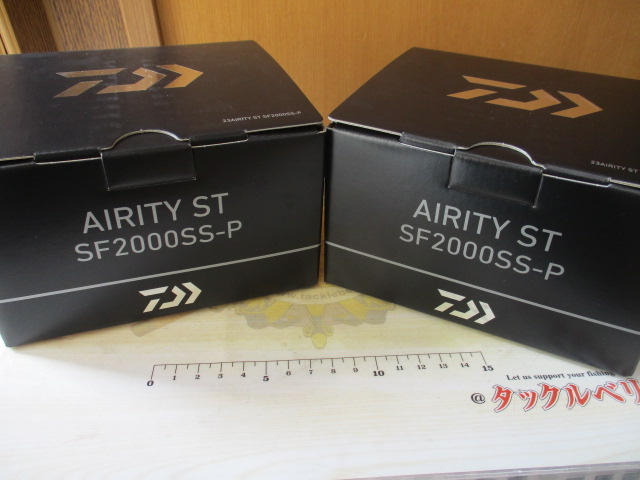 23AIRITY ST SF2000SS-P
AIRITY ST
SF2000SS-P
23AIRITY ST
AIRITY ST
SF2000SS-P
www.tackleb
0 1 2 3 4 5 6 7 8 9 10 11 12 13 14 15
Let us support your fishing
@タックルベリ